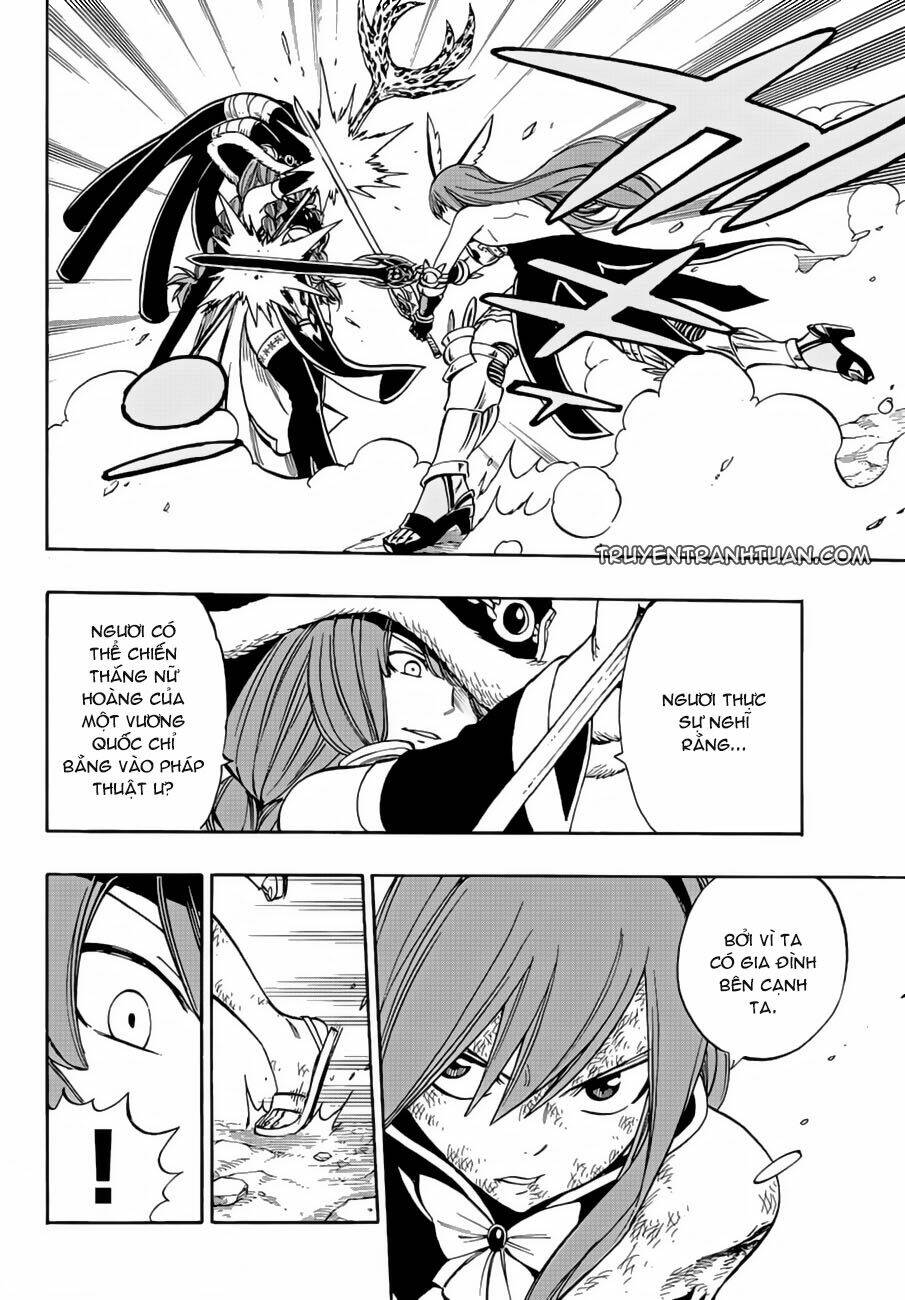 TRUYENTRANHTUAN.COM
NGƯƠI THỰC
SỰ NGHĨ
RẰNG...
NGƯƠI CÓ
THỂ CHIẾN
THẮNG NỮ
HOÀNG CỦA
MỘT VƯƠNG
QUỐC CHỈ
BẰNG VÀO PHÁP
THUẬT Ư?
BỞI VÌ TA
CÓ GIA ĐÌNH
BÊN CẠNH
TA.
!